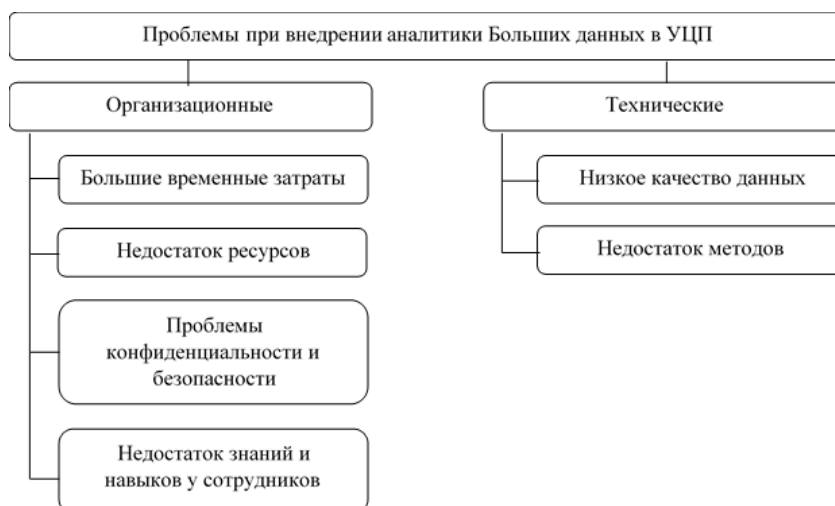 Проблемы при внедрении аналитики Больших данных в УЦП
Организационные
Большие временные затраты
Недостаток ресурсов
Проблемы
конфиденциальности и
безопасности
Недостаток знаний и
навыков у сотрудников
Технические
Низкое качество данных
Недостаток методов